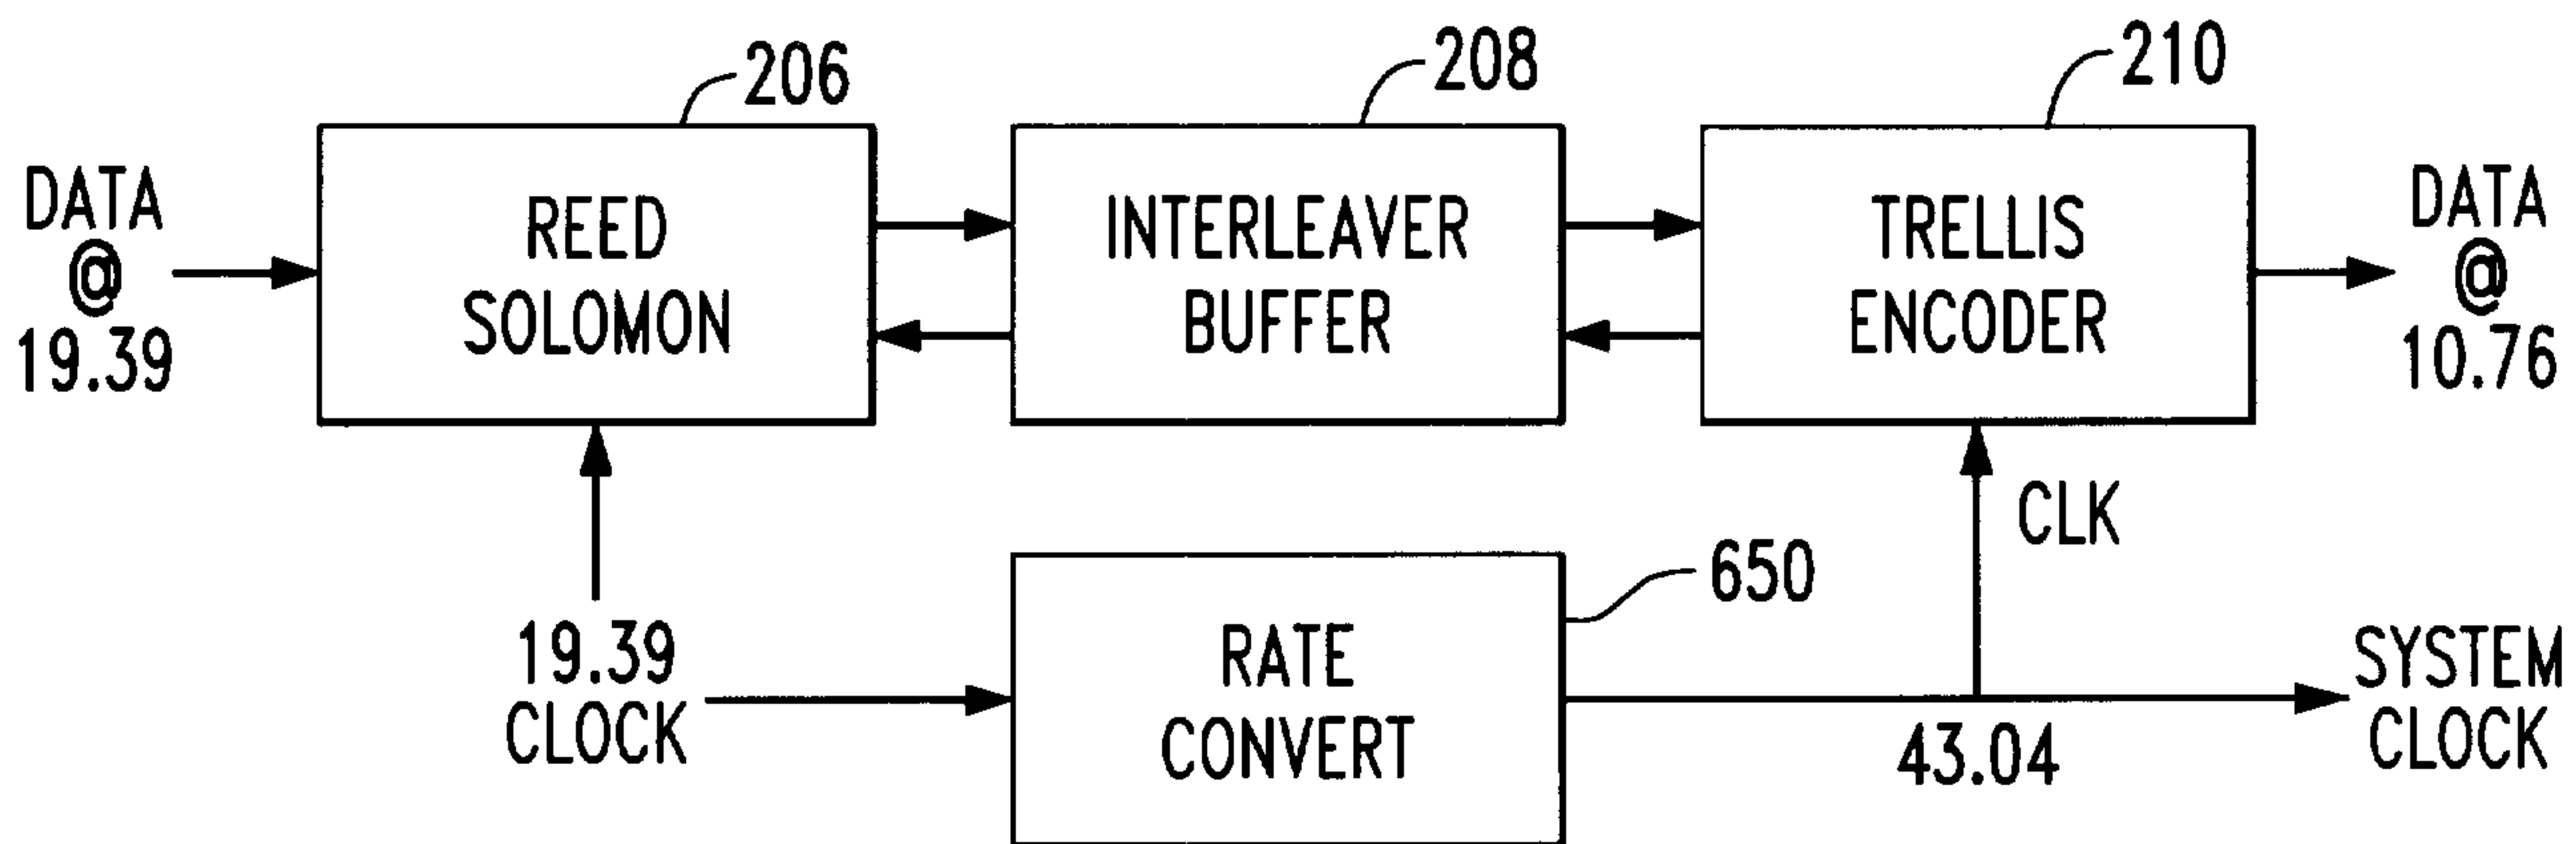 206
208
210
DATA
@
19.39
REED
SOLOMON
INTERLEAVER
BUFFER
TRELLIS
ENCODER
DATA
@
10.76
CLK
650
19.39
CLOCK
RATE
CONVERT
43.04
SYSTEM
CLOCK